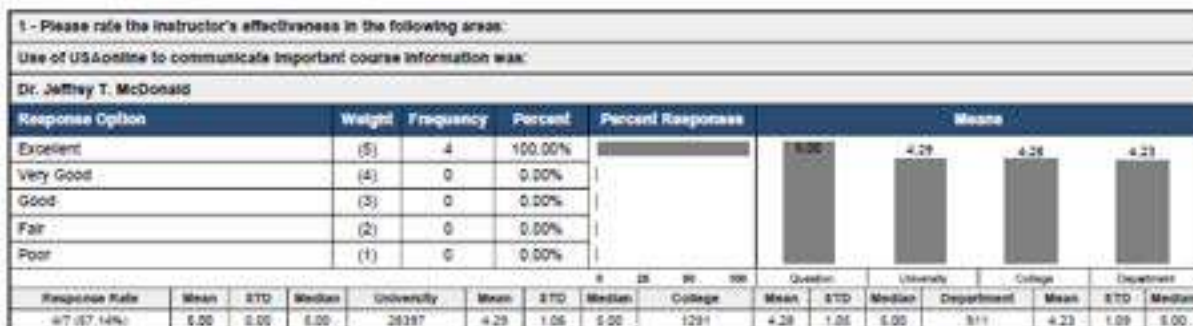 1 - Please rate the instructor's effectiveness in the following areas:
Use of USAonline to communicate important course information was:
Dr. Jeffrey T. McDonald
Response Option Weight Frequency Percent Percent Responses Means
Excellent (5) 4 100.00% 5.00 4.29 4.28 4.23
Very Good (4) 0 0.00%
Good (3) 0 0.00%
Fair (2) 0 0.00%
Poor (1) 0 0.00%
0 25 50 100 Question University College Department
Response Rate Mean STD Median University Mean STD Median College Mean STD Median Department Mean STD Median
4/7 (57.14%) 5.00 0.00 5.00 4.29 1.06 5.00 4.28 5.00 4.23 1.09 5.00